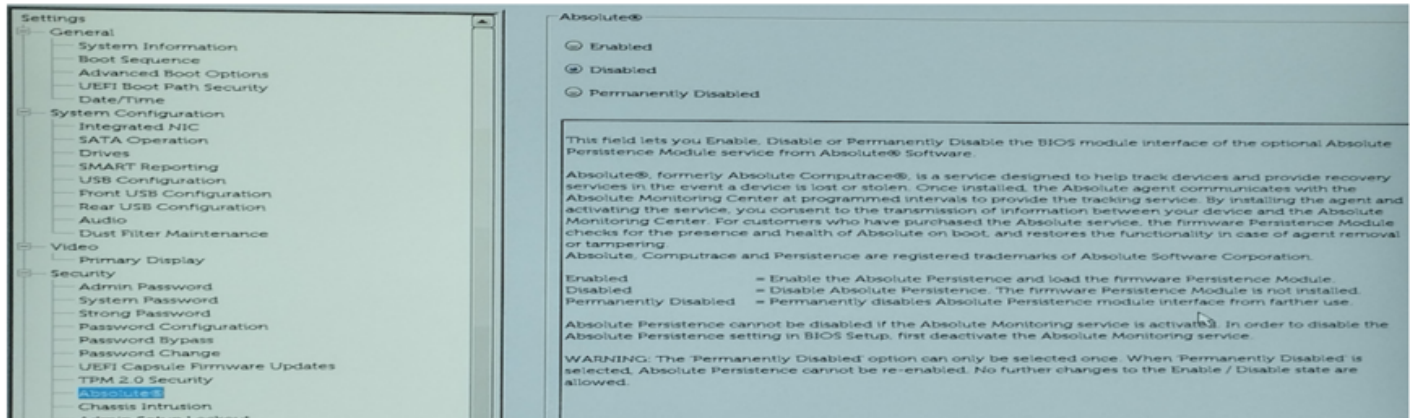 Settings
General
System Information
Boot Sequence
Advanced Boot Options
UEFI Boot Path Security
Date/Time
System Configuration
Integrated NIC
SATA Operation
Drives
SMART Reporting
USB Configuration
Front USB Configuration
Rear USB Configuration
Audio
Dust Filter Maintenance
Video
Primary Display
Security
Admin Password
System Password
Strong Password
Password Configuration
Password Bypass
Password Change
UEFI Capsule Firmware Updates
TPM 2.0 Security
Absolute®
Chassis Intrusion
Absolute®
Enabled
Disabled
Permanently Disabled
This field lets you Enable, Disable or Permanently Disable the BIOS module interface of the optional Absolute
Persistence Module service from Absolute® Software.
Absolute®, formerly Absolute Computrace®, is a service designed to help track devices and provide recovery
services in the event a device is lost or stolen. Once installed, the Absolute agent communicates with the
Absolute Monitoring Center at programmed intervals to provide the tracking service. By installing the agent and
activating the service, you consent to the transmission of information between your device and the Absolute
Monitoring Center. For customers who have purchased the Absolute service, the firmware Persistence Module
checks for the presence and health of Absolute on boot, and restores the functionality in case of agent removal
or tampering.
Absolute, Computrace and Persistence are registered trademarks of Absolute Software Corporation.
Enabled = Enable the Absolute Persistence and load the firmware Persistence Module.
Disabled = Disable Absolute Persistence. The firmware Persistence Module is not installed.
Permanently Disabled = Permanently disables Absolute Persistence module interface from farther use.
Absolute Persistence cannot be disabled if the Absolute Monitoring service is activated. In order to disable the
Absolute Persistence setting in BIOS Setup, first deactivate the Absolute Monitoring service.
WARNING: The 'Permanently Disabled' option can only be selected once. When 'Permanently Disabled' is
selected, Absolute Persistence cannot be re-enabled. No further changes to the Enable / Disable state are
allowed.